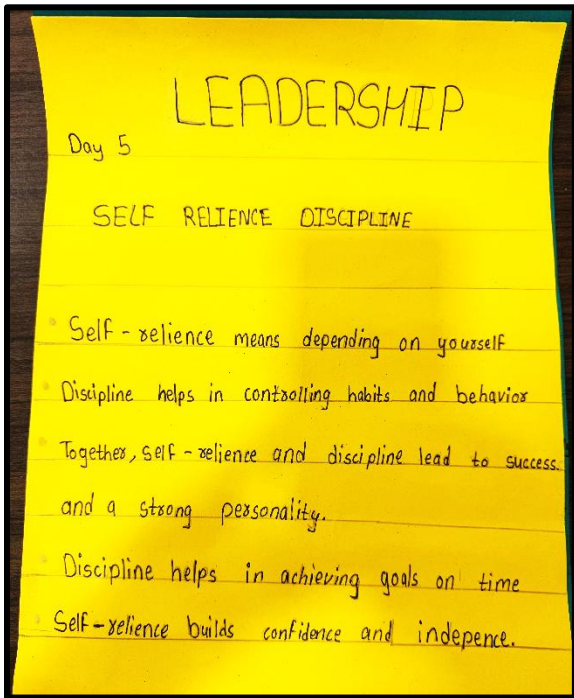 LEADERSHIP
Day 5
SELF RELIENCE DISCIPLINE
Self-relience means depending on yourself
Discipline helps in controlling habits and behavior
Together, self-relience and discipline lead to success.
and a strong personality.
Discipline helps in achieving goals on time
Self-relience builds confidence and indepence.